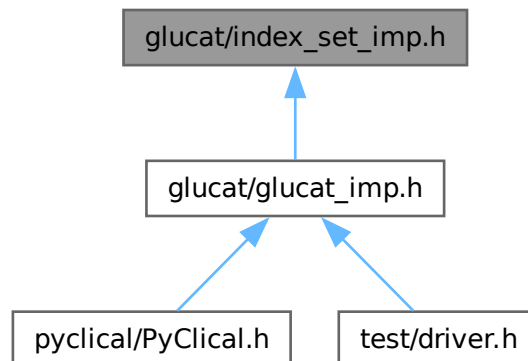 glucat/index_set_imp.h
glucat/glucat_imp.h
pyclical/PyClical.h
test/driver.h